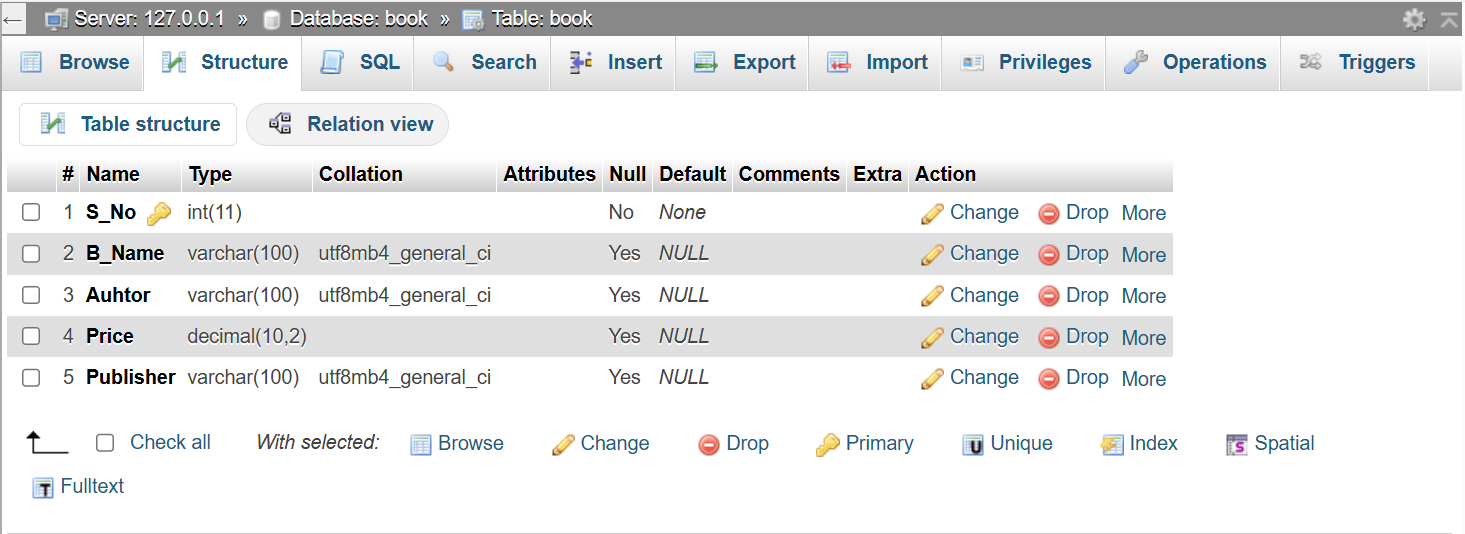 Server: 127.0.0.1 » Database: book » Table: book
Browse Structure SQL Search Insert Export Import Privileges Operations Triggers
Table structure Relation view
# Name Type Collation Attributes Null Default Comments Extra Action
1 S_No int(11) No None Change Drop More
2 B_Name varchar(100) utf8mb4_general_ci Yes NULL Change Drop More
3 Auhtor varchar(100) utf8mb4_general_ci Yes NULL Change Drop More
4 Price decimal(10,2) Yes NULL Change Drop More
5 Publisher varchar(100) utf8mb4_general_ci Yes NULL Change Drop More
Check all With selected: Browse Change Drop Primary U Unique Index S Spatial
T Fulltext